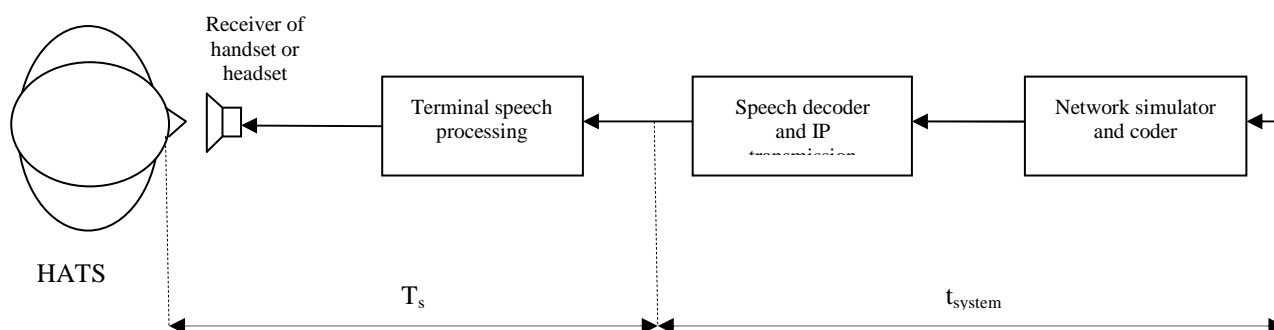 Receiver of
handset or
headset
Terminal speech
processing
Speech decoder
and IP
transmission
Network simulator
and coder
HATS
Ts
tsystem